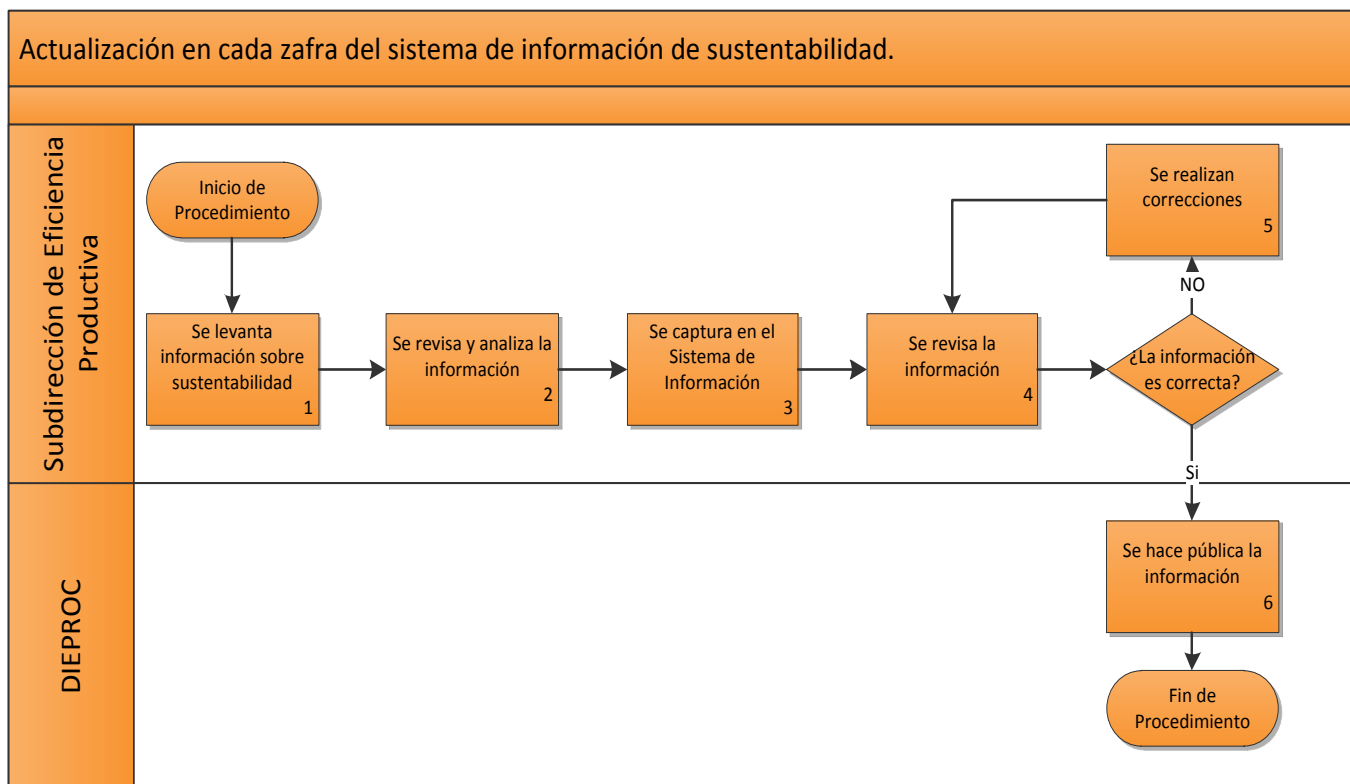 Actualización en cada zafra del sistema de información de sustentabilidad.
Subdirección de Eficiencia
Productiva
Inicio de
Procedimiento
Se levanta
información sobre
sustentabilidad
1
Se revisa y analiza la
información
2
Se captura en el
Sistema de
Información
3
Se revisa la
información
4
¿La información
es correcta?
NO
Se realizan
correcciones
5
Si
DIEPROC
Se hace pública la
información
6
Fin de
Procedimiento